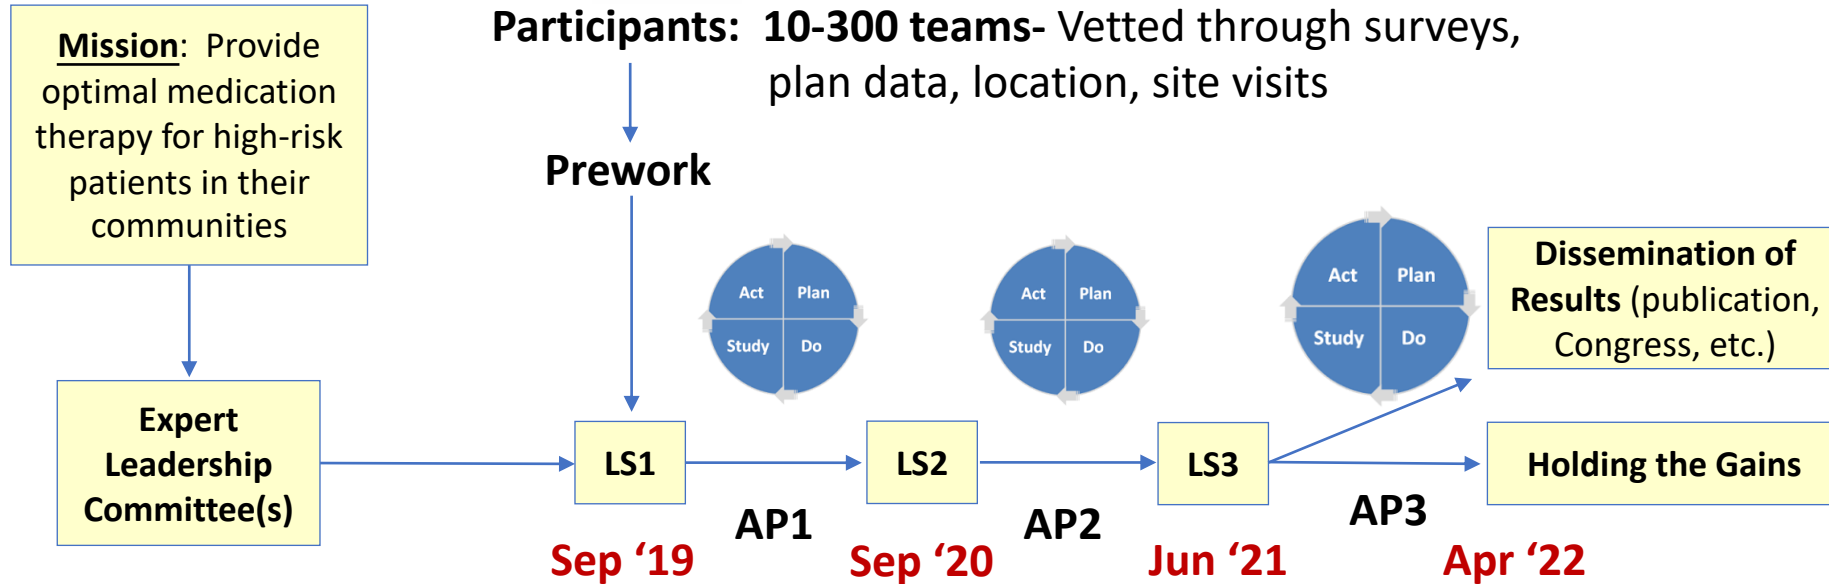 Mission: Provide
optimal medication
therapy for high-risk
patients in their
communities
Participants: 10-300 teams- Vetted through surveys,
plan data, location, site visits
Prework
Act Plan
Study Do
Act Plan
Study Do
Act Plan
Study Do
Dissemination of
Results (publication,
Congress, etc.)
Expert
Leadership
Committee(s)
LS1
LS2
LS3
Holding the Gains
AP1
AP2
AP3
Sep ‘19
Sep ‘20
Jun ‘21
Apr ‘22